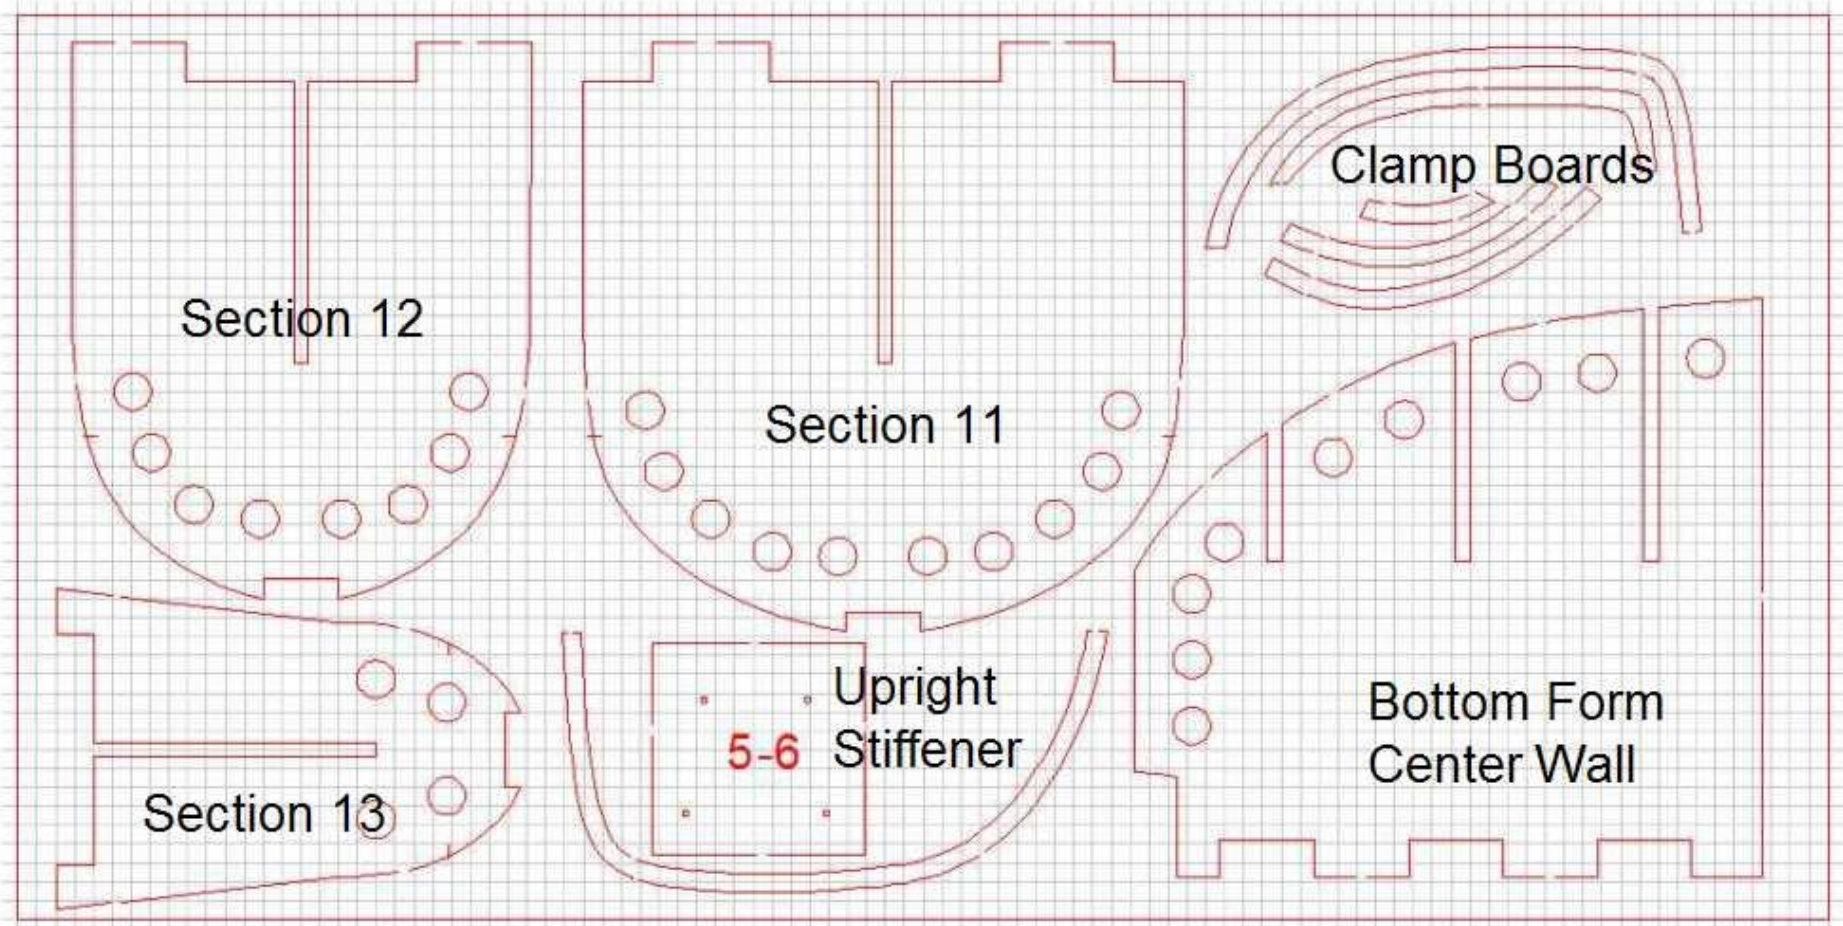 Clamp Boards
Section 12
Section 11
Upright
Stiffener
5-6
Bottom Form
Center Wall
Section 13